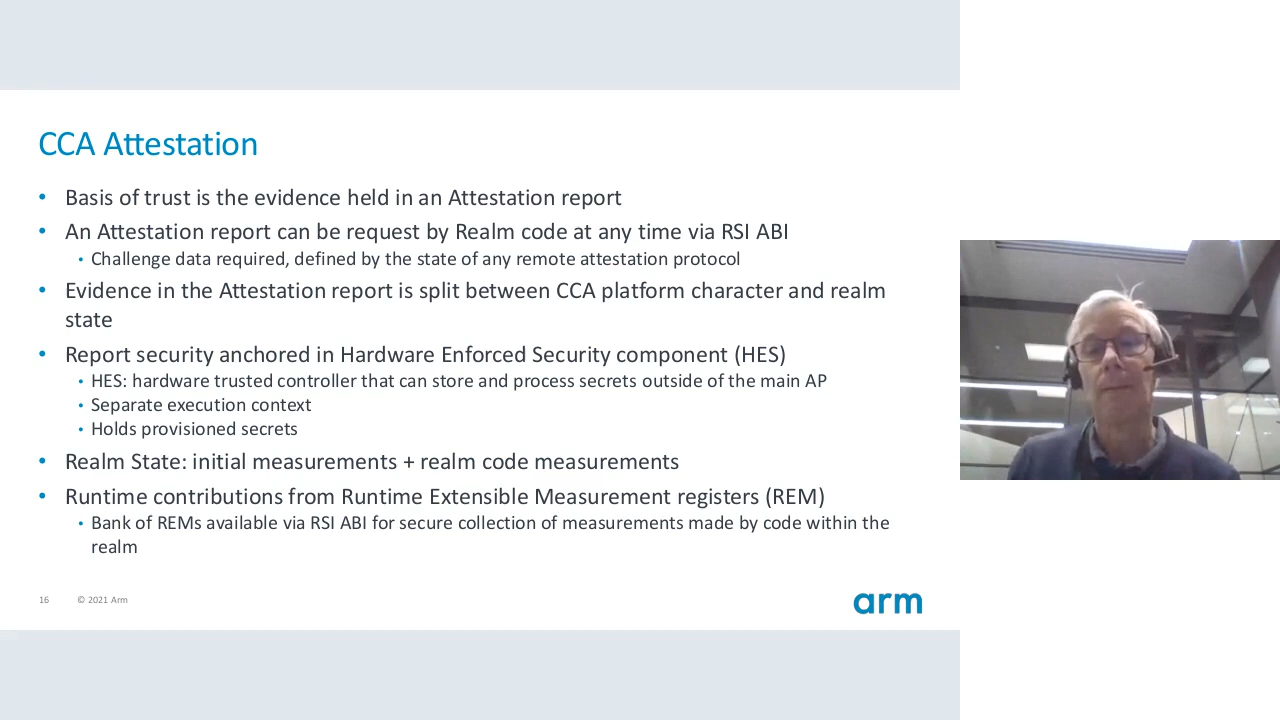 CCA Attestation
• Basis of trust is the evidence held in an Attestation report
• An Attestation report can be request by Realm code at any time via RSI ABI
• Challenge data required, defined by the state of any remote attestation protocol
• Evidence in the Attestation report is split between CCA platform character and realm
state
• Report security anchored in Hardware Enforced Security component (HES)
• HES: hardware trusted controller that can store and process secrets outside of the main AP
• Separate execution context
• Holds provisioned secrets
• Realm State: initial measurements + realm code measurements
• Runtime contributions from Runtime Extensible Measurement registers (REM)
• Bank of REMs available via RSI ABI for secure collection of measurements made by code within the
realm
16 © 2021 Arm
arm